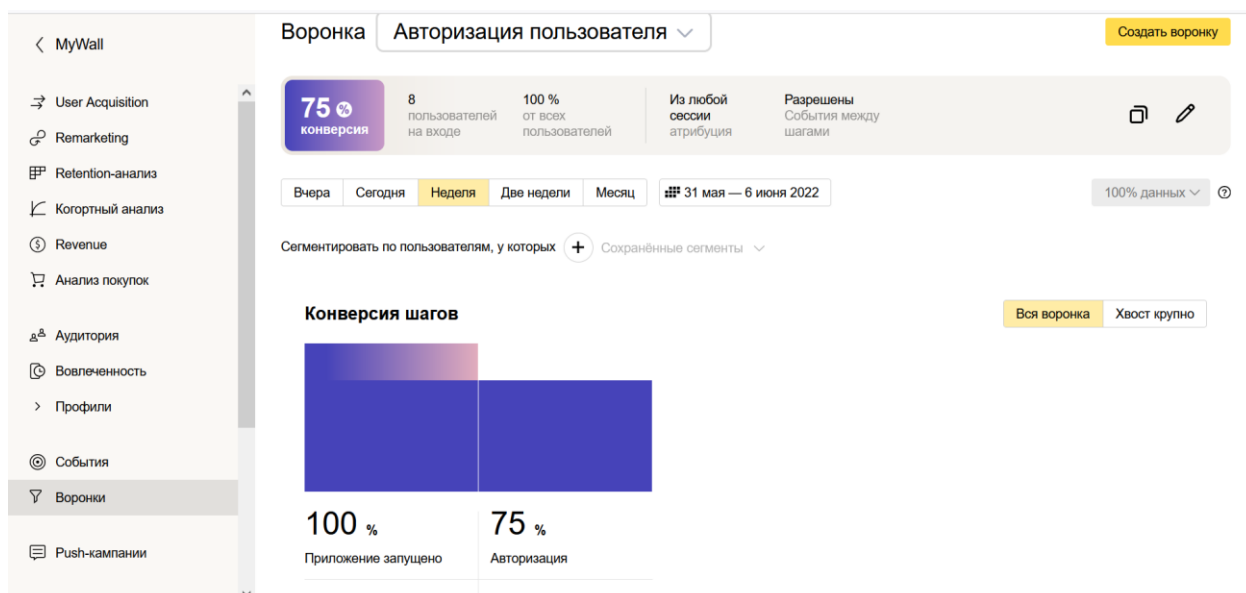 MyWall
User Acquisition
Remarketing
Retention-анализ
Когортный анализ
Revenue
Анализ покупок
Аудитория
Вовлеченность
Профили
События
Воронки
Push-кампании
Воронка Авторизация пользователя
Создать воронку
75 %
конверсия
8
пользователей
на входе
100 %
от всех
пользователей
Из любой
сессии
атрибуция
Разрешены
События между
шагами
Вчера Сегодня Неделя Две недели Месяц 31 мая — 6 июня 2022 100% данных ?
Сегментировать по пользователям, у которых + Сохранённые сегменты
Конверсия шагов
Вся воронка Хвост крупно
100 % 75 %
Приложение запущено Авторизация